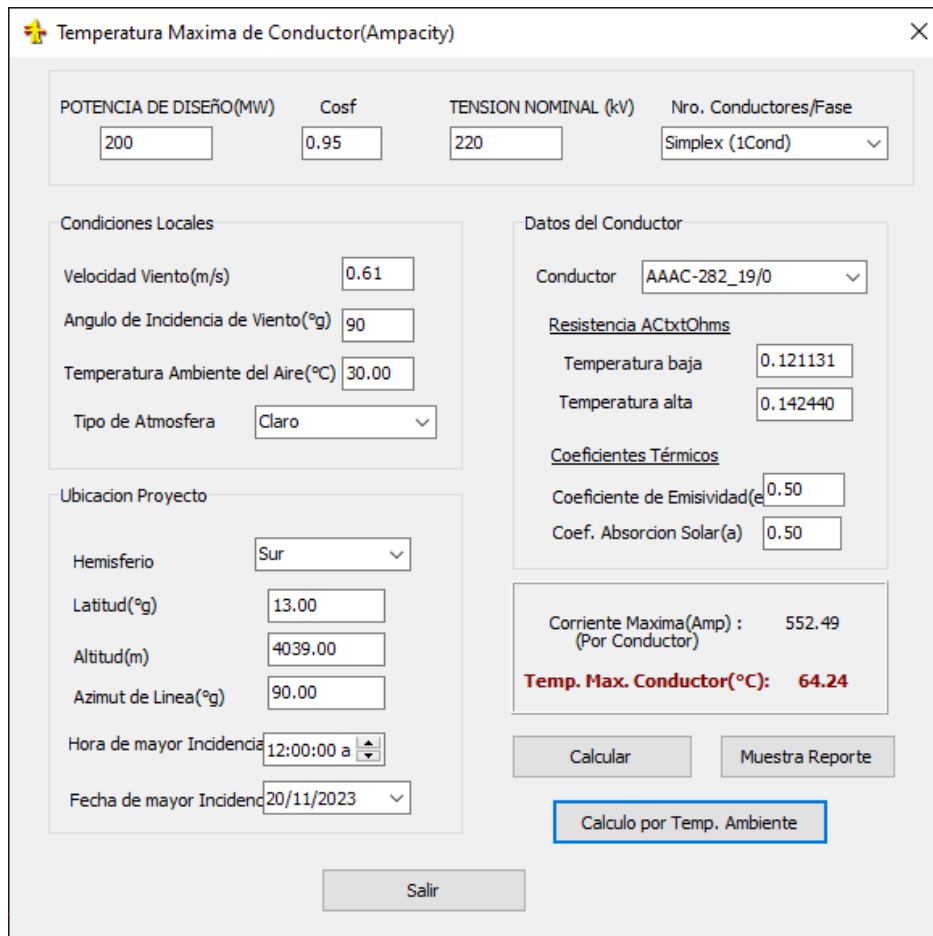 Temperatura Maxima de Conductor(Ampacity)
POTENCIA DE DISEñO(MW) Cosf TENSION NOMINAL (kV) Nro. Conductores/Fase
200 0.95 220 Simplex (1Cond)
Condiciones Locales
Velocidad Viento(m/s) 0.61
Angulo de Incidencia de Viento(ºg) 90
Temperatura Ambiente del Aire(ºC) 30.00
Tipo de Atmosfera Claro
Ubicacion Proyecto
Hemisferio Sur
Latitud(ºg) 13.00
Altitud(m) 4039.00
Azimut de Linea(ºg) 90.00
Hora de mayor Incidencia 12:00:00 a.
Fecha de mayor Incidenc 20/11/2023
Datos del Conductor
Conductor AAAC-282_19/0
Resistencia ACtxtOhms
Temperatura baja 0.121131
Temperatura alta 0.142440
Coeficientes Térmicos
Coeficiente de Emisividad(e 0.50
Coef. Absorcion Solar(a) 0.50
Corriente Maxima(Amp) : 552.49
(Por Conductor)
Temp. Max. Conductor(°C): 64.24
Calcular Muestra Reporte
Calculo por Temp. Ambiente
Salir